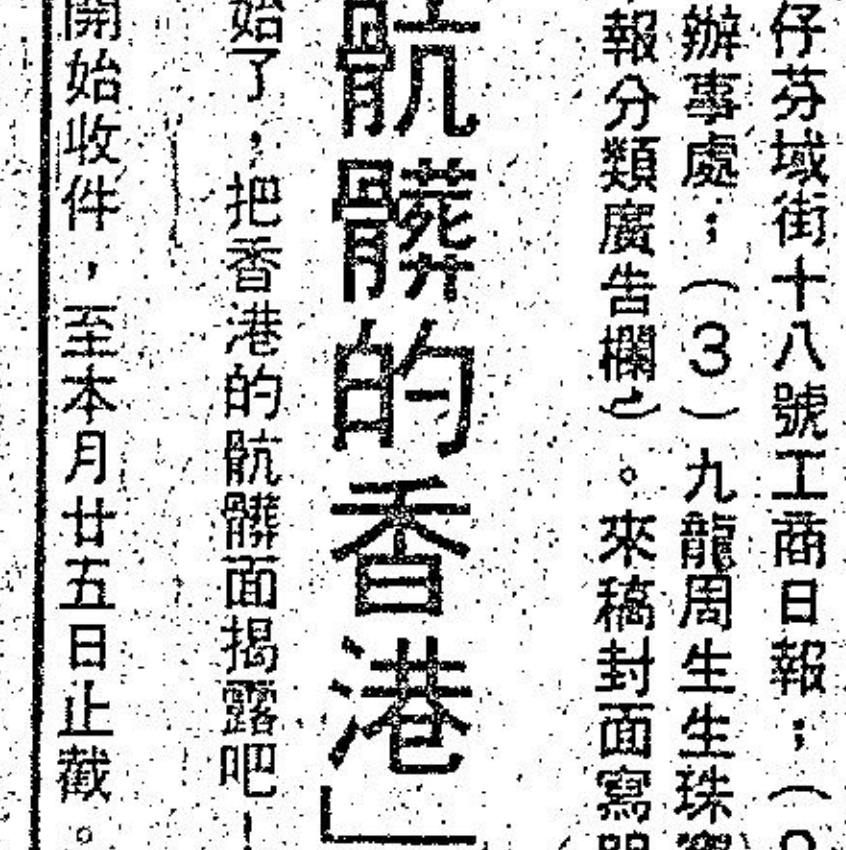 仔芬域街十八號工商日報；（2
辦事處；（3）九龍周生生珠寶
報分類廣告欄）。來稿封面寫明
骯髒的香港」
始了，把香港的骯髒面揭露吧！
開始收件，至本月廿五日止截。